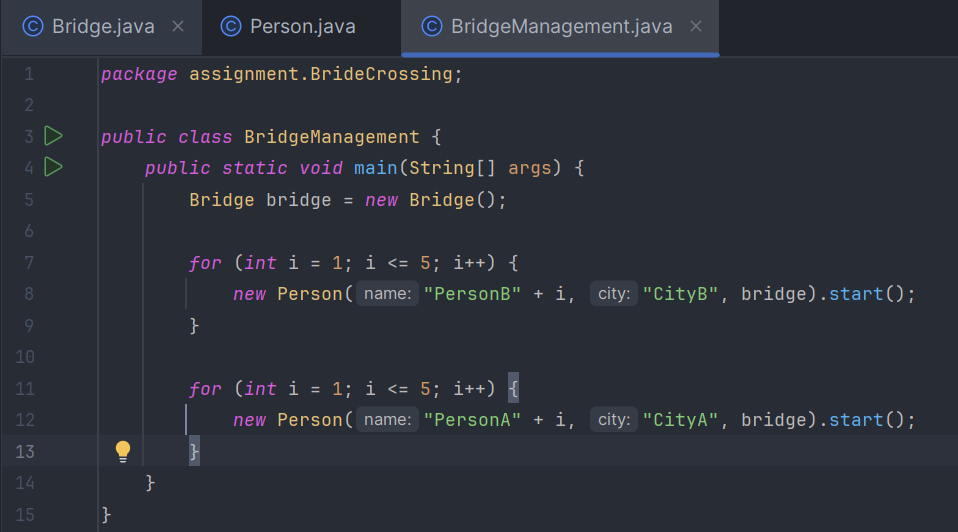 Bridge.java × Person.java BridgeManagement.java ×
1 package assignment.BrideCrossing;
2
3 public class BridgeManagement {
4     public static void main(String[] args) {
5         Bridge bridge = new Bridge();
6
7         for (int i = 1; i <= 5; i++) {
8             new Person( name: "PersonB" + i, city: "CityB", bridge).start();
9         }
10
11         for (int i = 1; i <= 5; i++) {
12             new Person( name: "PersonA" + i, city: "CityA", bridge).start();
13         }
14     }
15 }